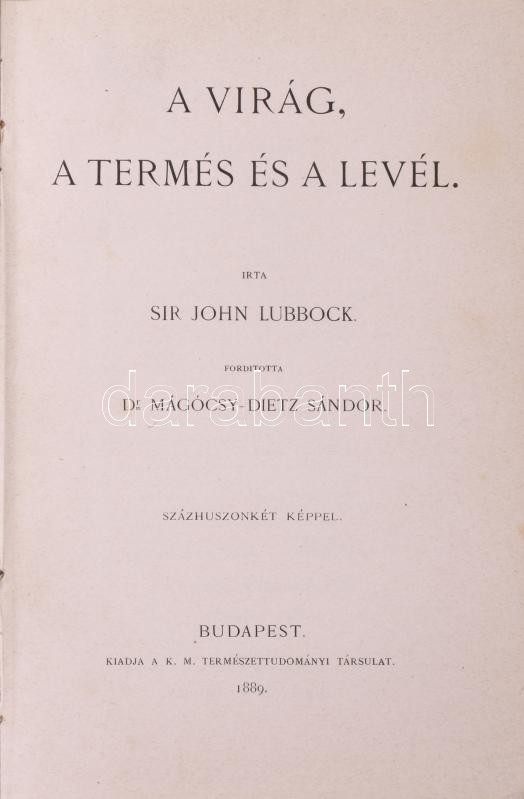 A VIRÁG,
A TERMÉS ÉS A LEVÉL.
IRTA
SIR JOHN LUBBOCK.
FORDITOTTA
Dr. MÁGÓCSY-DIETZ SÁNDOR.
darabanth
SZÁZHUSZONKÉT KÉPPEL.
BUDAPEST.
KIADJA A K. M. TERMÉSZETTUDOMÁNYI TÁRSULAT.
1889.